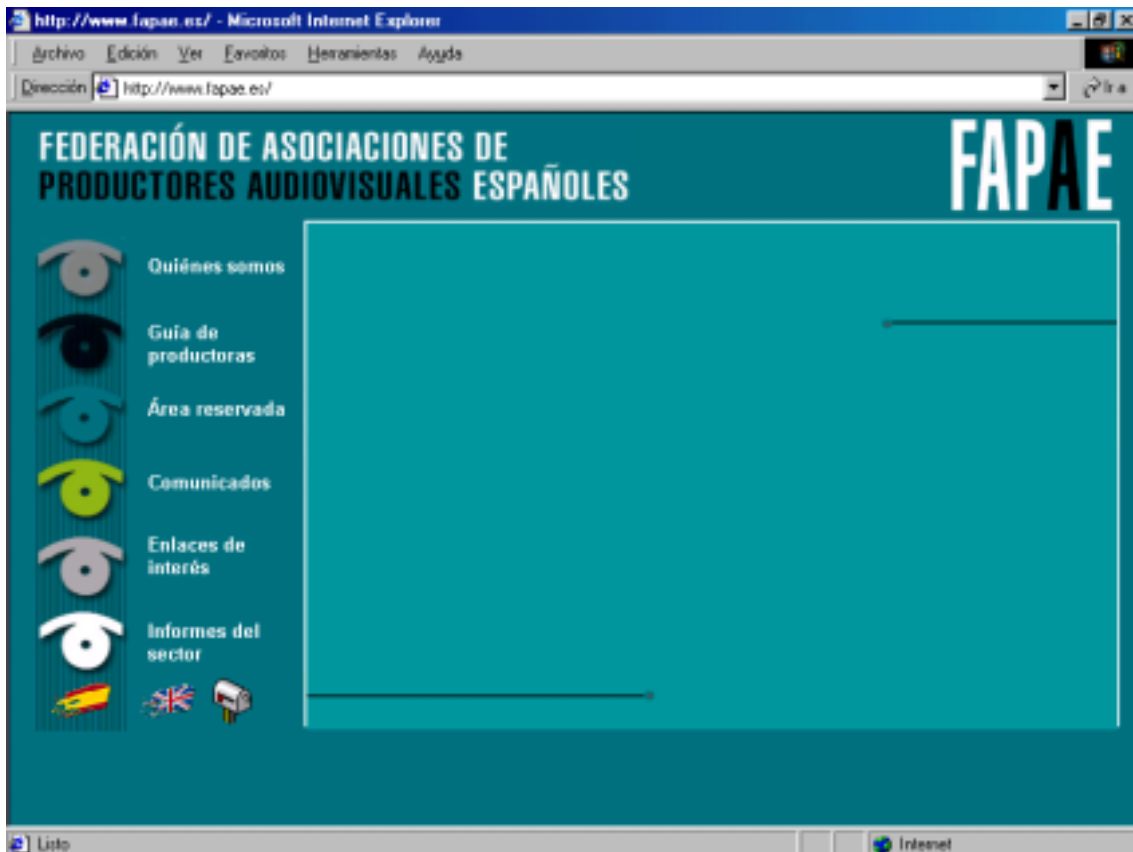 http://www.fapae.es/ - Microsoft Internet Explorer
Archivo Edición Ver Favoritos Herramientas Ayuda
Dirección http://www.fapae.es/ Ir a
FEDERACIÓN DE ASOCIACIONES DE
PRODUCTORES AUDIOVISUALES ESPAÑOLES
FAPAE
Quiénes somos
Guía de
productoras
Área reservada
Comunicados
Enlaces de
interés
Informes del
sector
Listo Internet